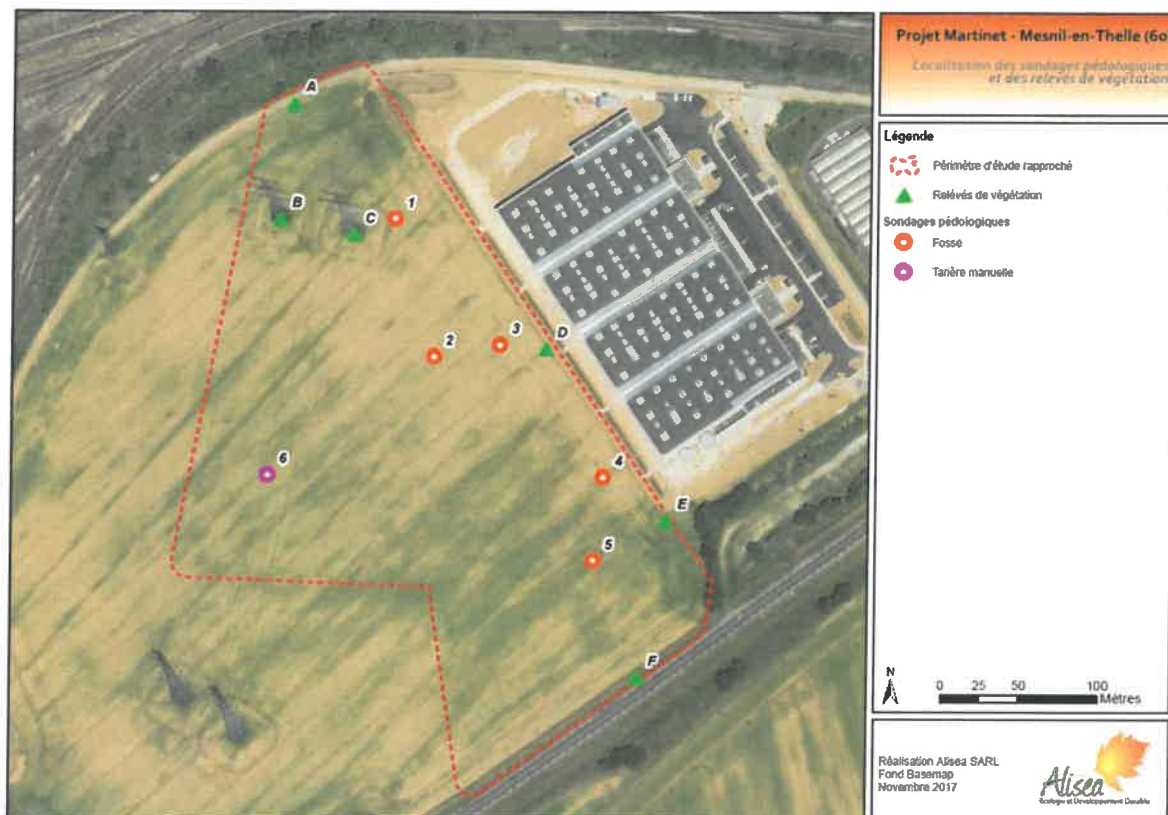 Projet Martinet - Mesnil-en-Thelle (60
Localisation des sondages pédologiques
et des relevés de végétation
Légende
Périmètre d'étude rapproché
Relevés de végétation
Sondages pédologiques
Fosse
Tarière manuelle
A
B
C
1
2
3
D
4
6
E
5
F
N
0 25 50 100
Mètres
Réalisation Alisea SARL
Fond Basemap
Novembre 2017
Alisea
Ecologie et Développement Durable